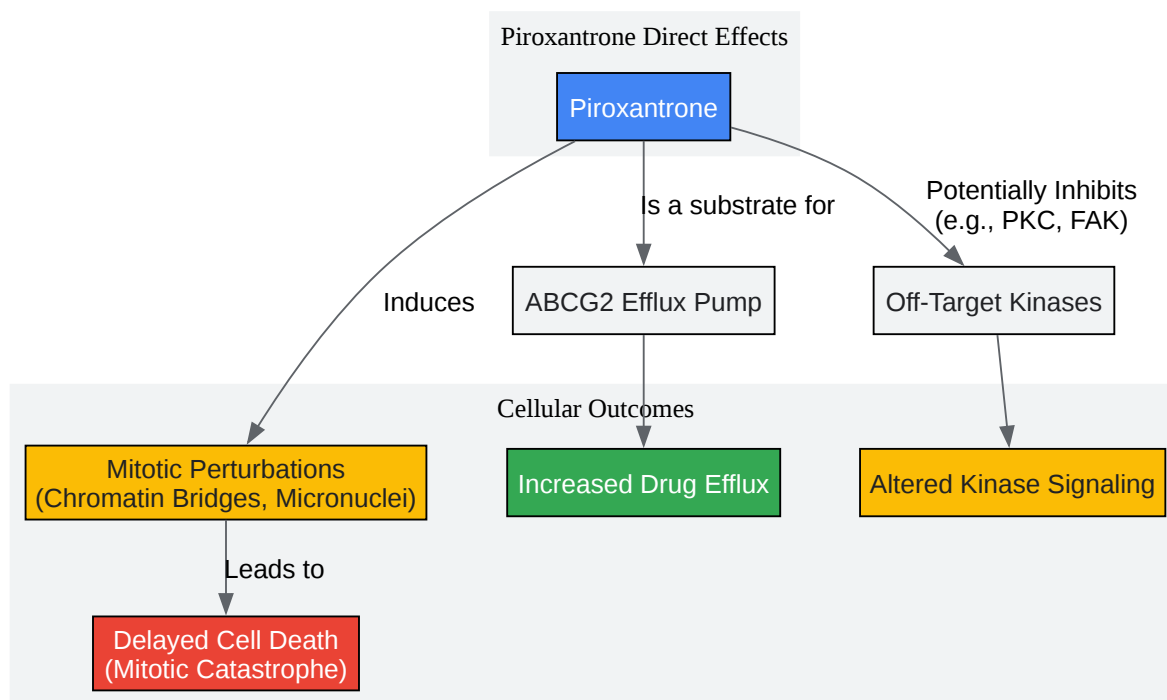 Piroxantrone Direct Effects
Piroxantrone
Is a substrate for
Potentially Inhibits
(e.g., PKC, FAK)
Induces
ABCG2 Efflux Pump
Off-Target Kinases
Cellular Outcomes
Mitotic Perturbations
(Chromatin Bridges, Micronuclei)
Increased Drug Efflux
Altered Kinase Signaling
Leads to
Delayed Cell Death
(Mitotic Catastrophe)